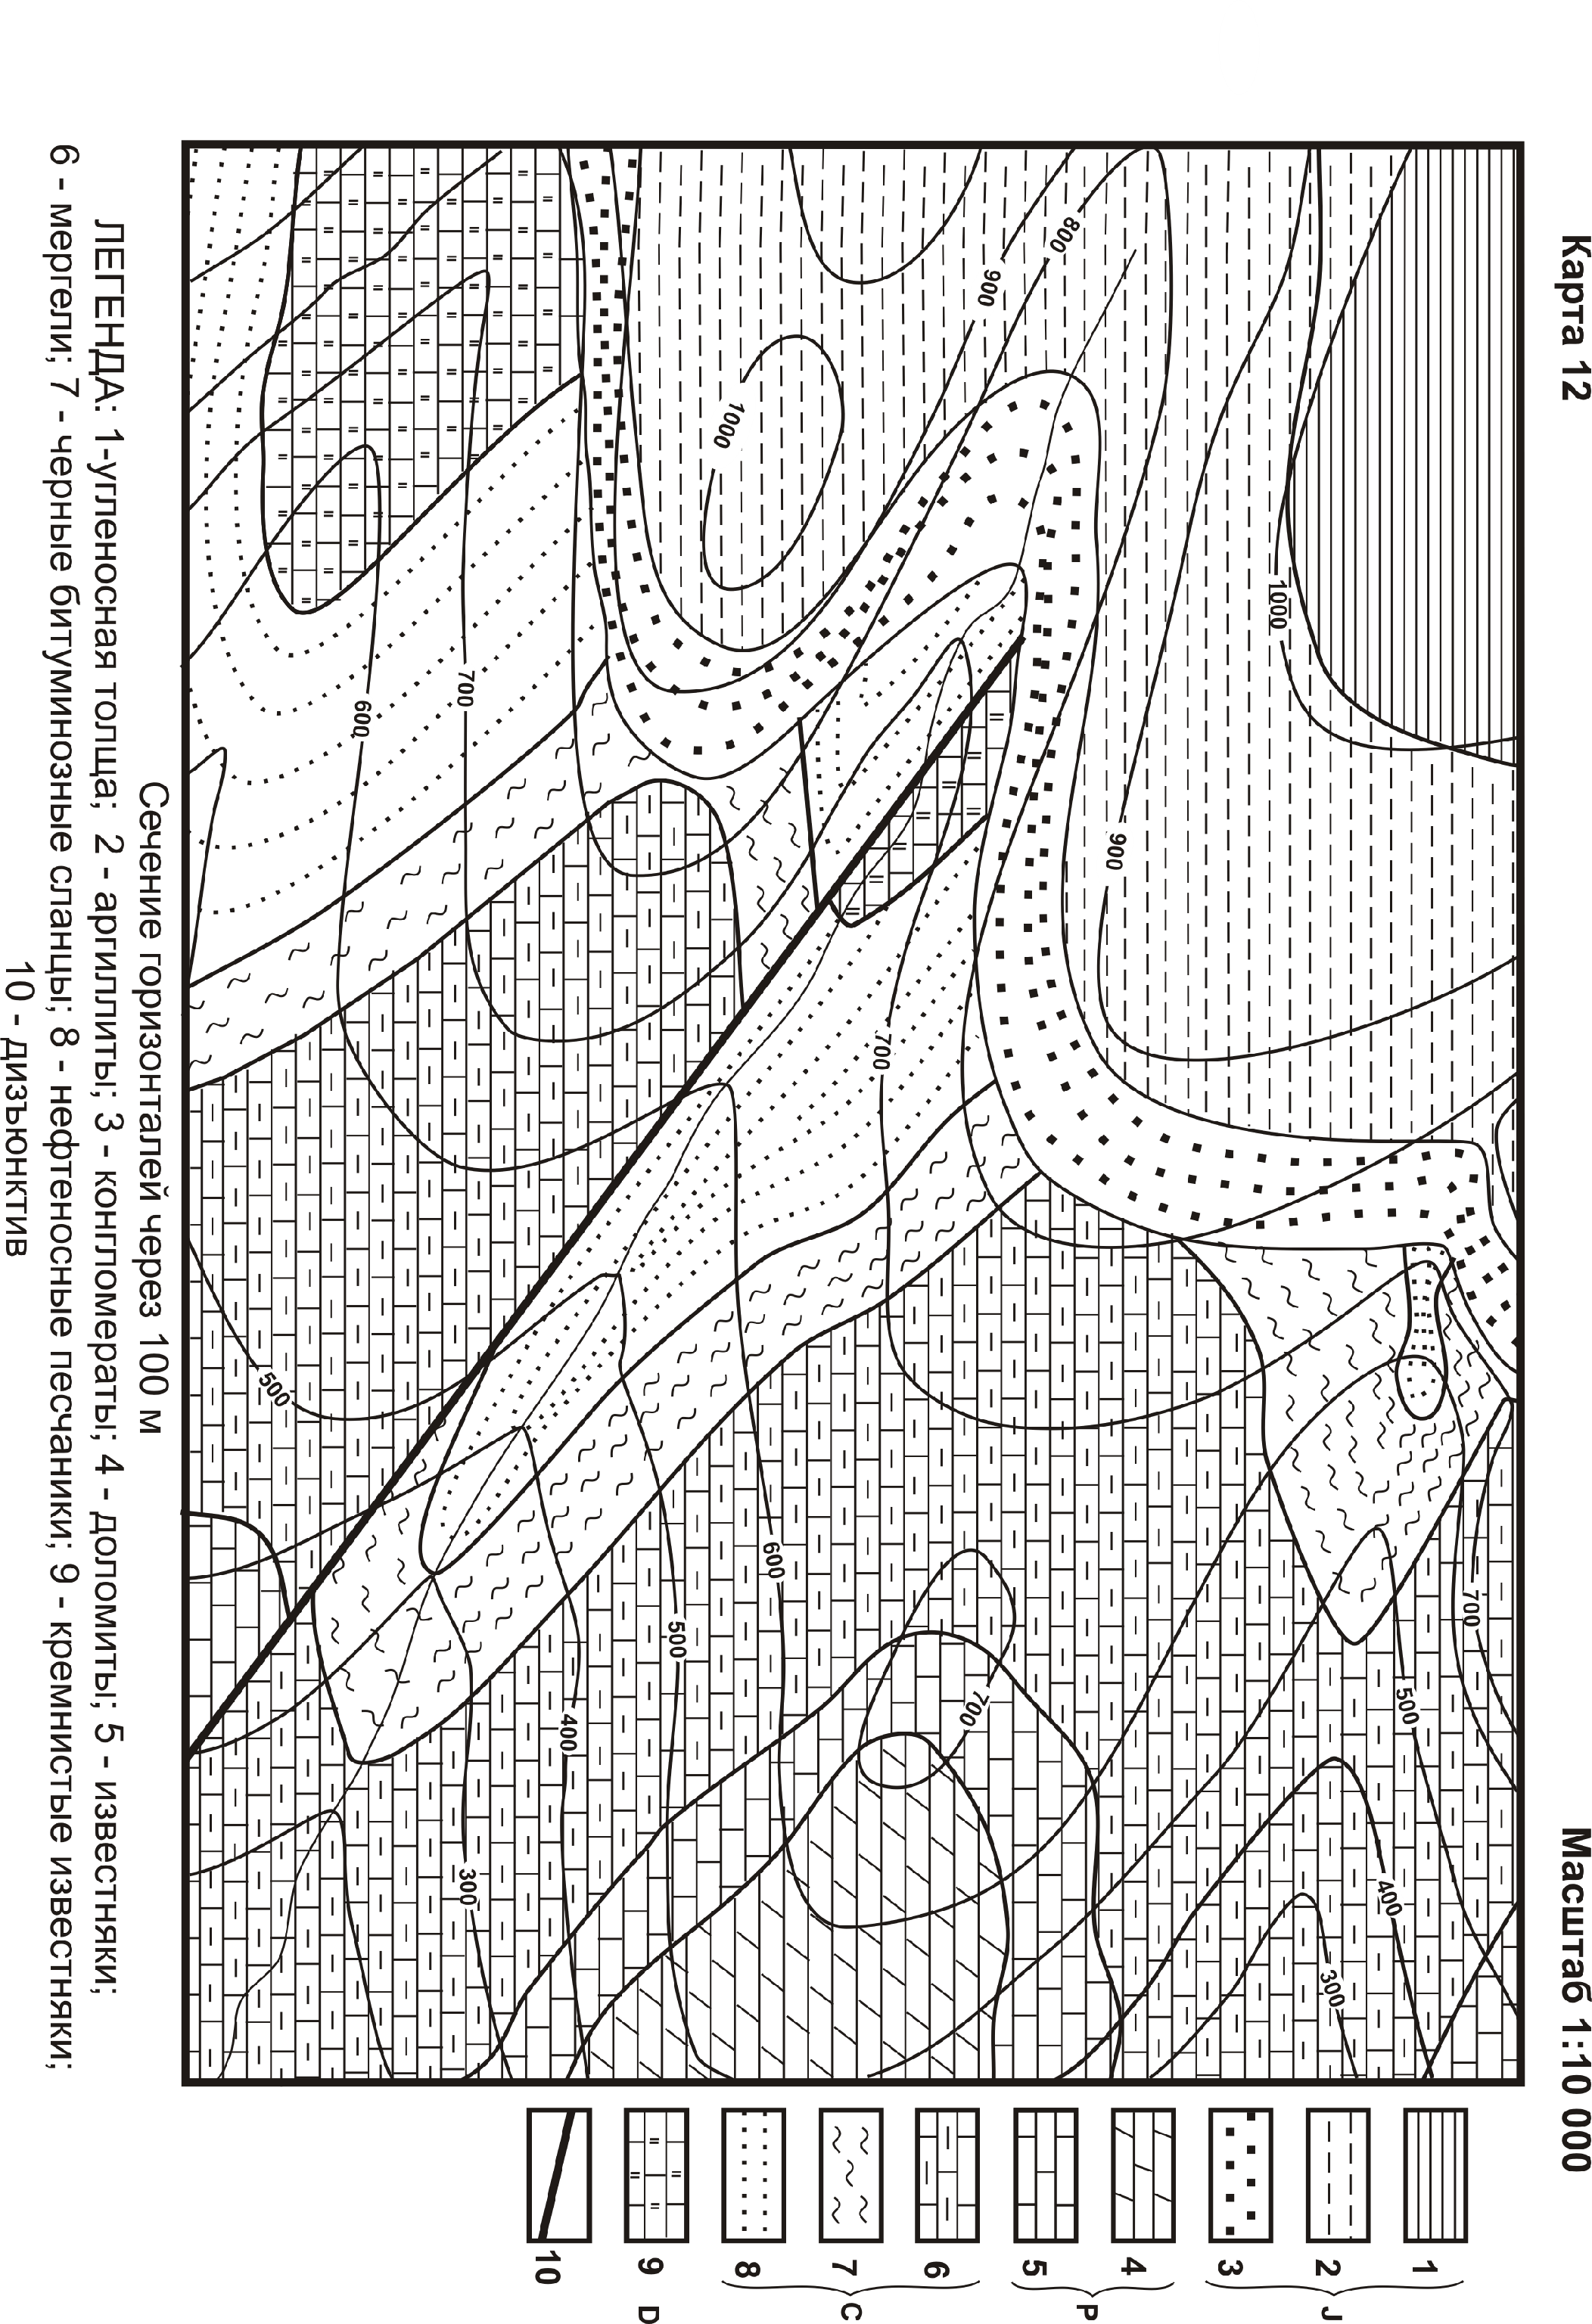 Карта 12
Масштаб 1:10 000
800
900
1000
1000
900
700
600
700
700
500
600
500
400
300
700
700
500
400
300
1
2
3
4
5
6
7
8
9
10
J
P
C
D
Сечение горизонталей через 100 м
ЛЕГЕНДА: 1-угленосная толща; 2 - аргиллиты; 3 - конгломераты; 4 - доломиты; 5 - известняки;
6 - мергели; 7 - черные битуминозные сланцы; 8 - нефтеносные песчаники; 9 - кремнистые известняки;
10 - дизъюнктив